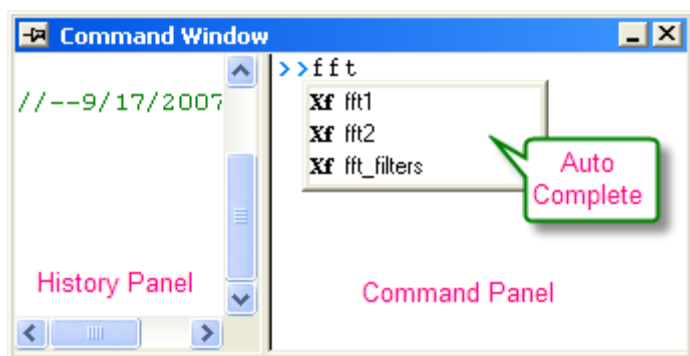 Command Window
//--9/17/2007
History Panel
>>fft
Xf fft1
Xf fft2
Xf fft_filters
Auto
Complete
Command Panel